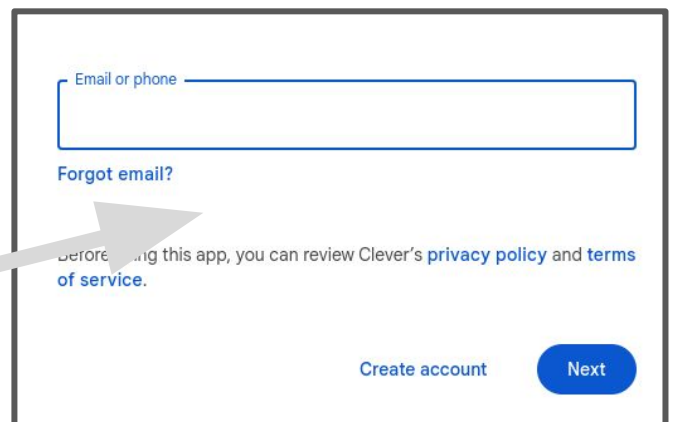 Email or phone
Forgot email?
Before this app, you can review Clever's privacy policy and terms
of service.
Create account
Next